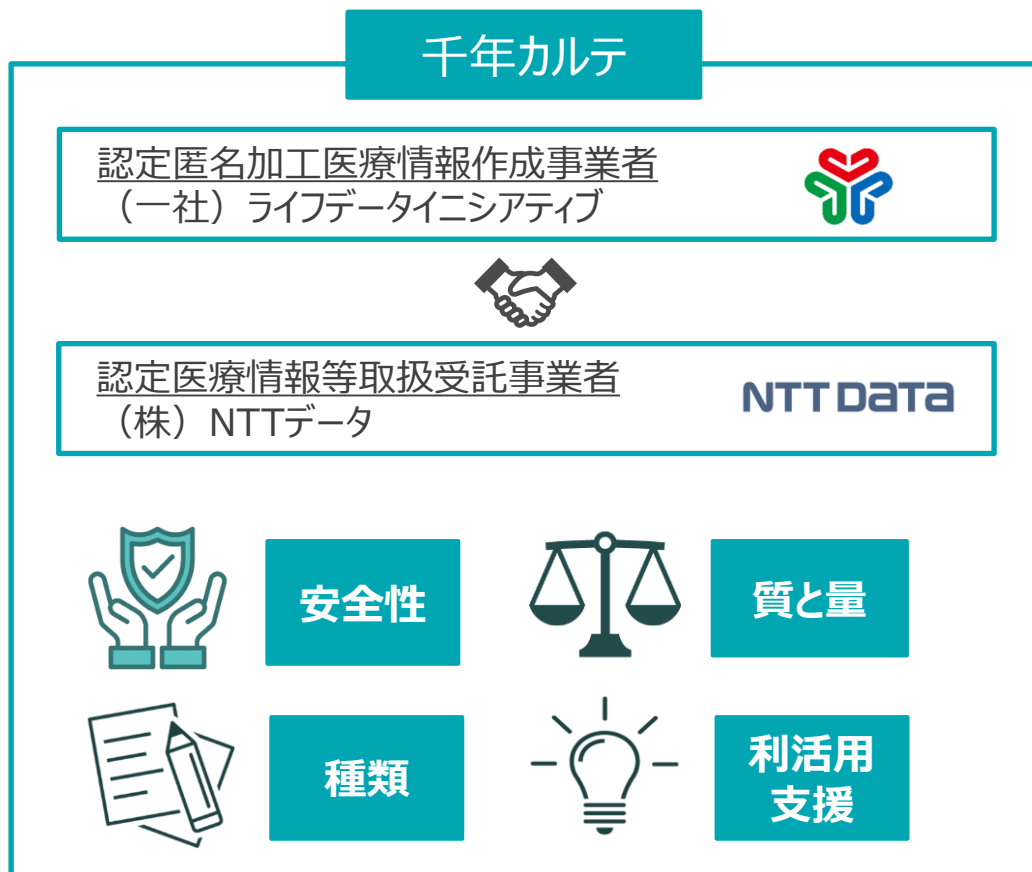 千年カルテ
認定匿名加工医療情報作成事業者
（一社）ライフデータイニシアティブ
認定医療情報等取扱受託事業者
（株）NTTデータ
NTT DATA
安全性
質と量
種類
利活用
支援